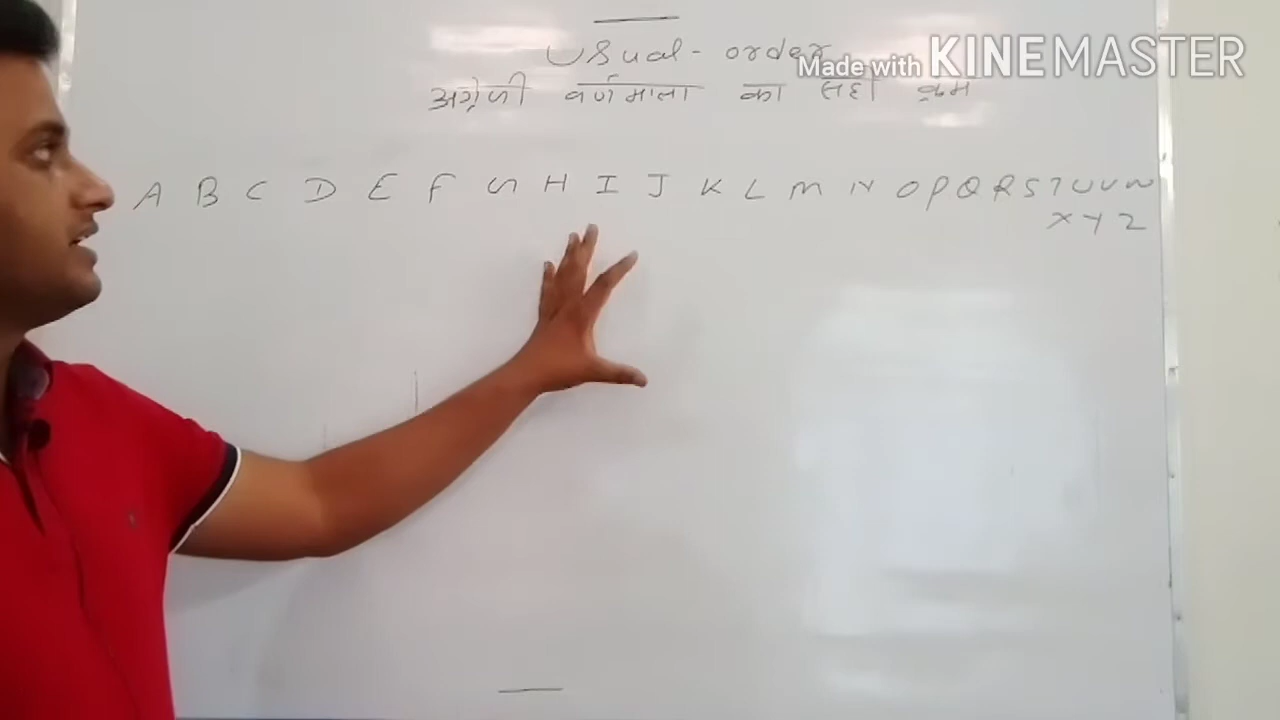 Usual - order
Made with KINEMASTER
अंग्रेजी वर्णमाला का सही क्रम
A B C D E F G H I J K L M N O P Q R S T U V W
X Y Z